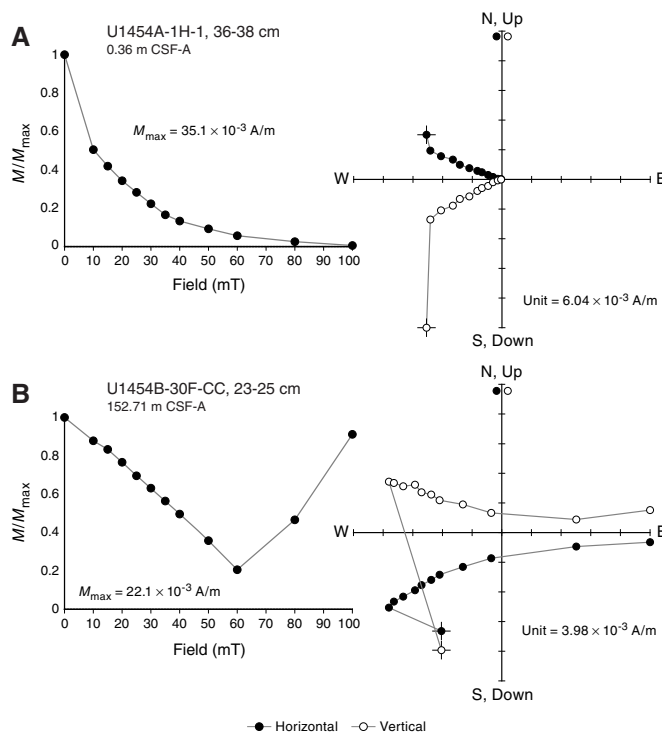 A
U1454A-1H-1, 36-38 cm
0.36 m CSF-A
1
0.8
0.6
0.4
0.2
0
M/Mmax
Mmax = 35.1 × 10⁻³ A/m
0 10 20 30 40 50 60 70 80 90 100
Field (mT)
N, Up
W
E
Unit = 6.04 × 10⁻³ A/m
S, Down
B
U1454B-30F-CC, 23-25 cm
152.71 m CSF-A
1
0.8
0.6
0.4
0.2
0
M/Mmax
Mmax = 22.1 × 10⁻³ A/m
0 10 20 30 40 50 60 70 80 90 100
Field (mT)
N, Up
W
E
Unit = 3.98 × 10⁻³ A/m
S, Down
Horizontal Vertical